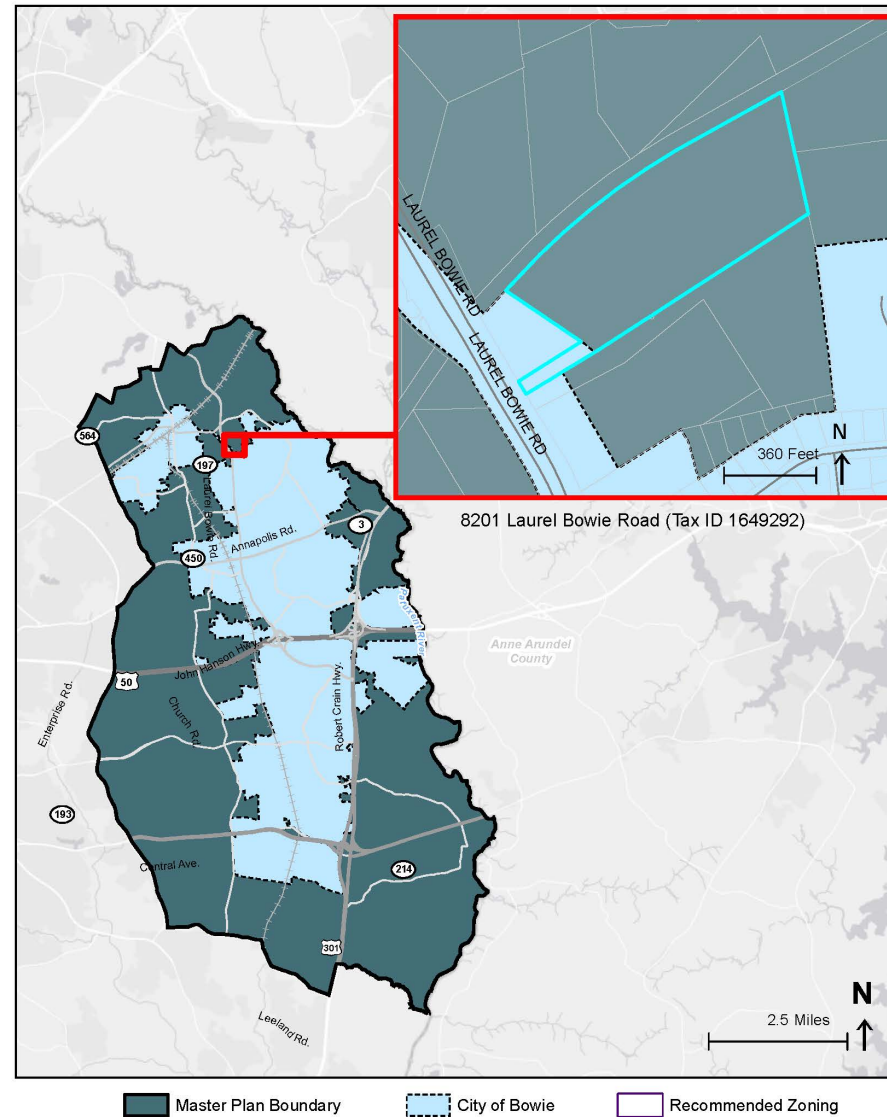 LAUREL BOWIE RD
LAUREL BOWIE RD
360 Feet
N
8201 Laurel Bowie Road (Tax ID 1649292)
564
197
Laurel Bowie Rd.
3
Annapolis Rd.
450
Patuxent River
Anne Arundel
County
John Hanson Hwy.
50
Enterprise Rd.
Church Rd.
Robert Crain Hwy.
193
Central Ave.
214
301
Leeland Rd.
N
2.5 Miles
Master Plan Boundary
City of Bowie
Recommended Zoning